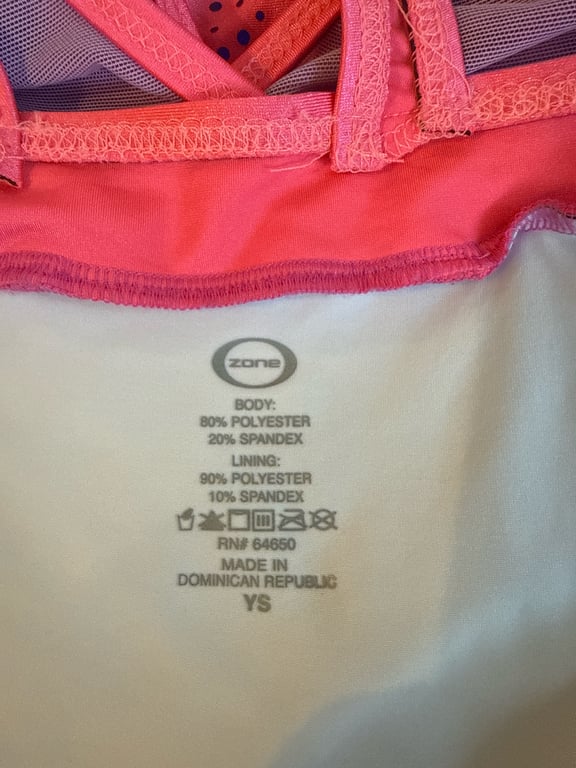 ZONE
BODY:
80% POLYESTER
20% SPANDEX
LINING:
90% POLYESTER
10% SPANDEX
RN# 64650
MADE IN
DOMINICAN REPUBLIC
YS